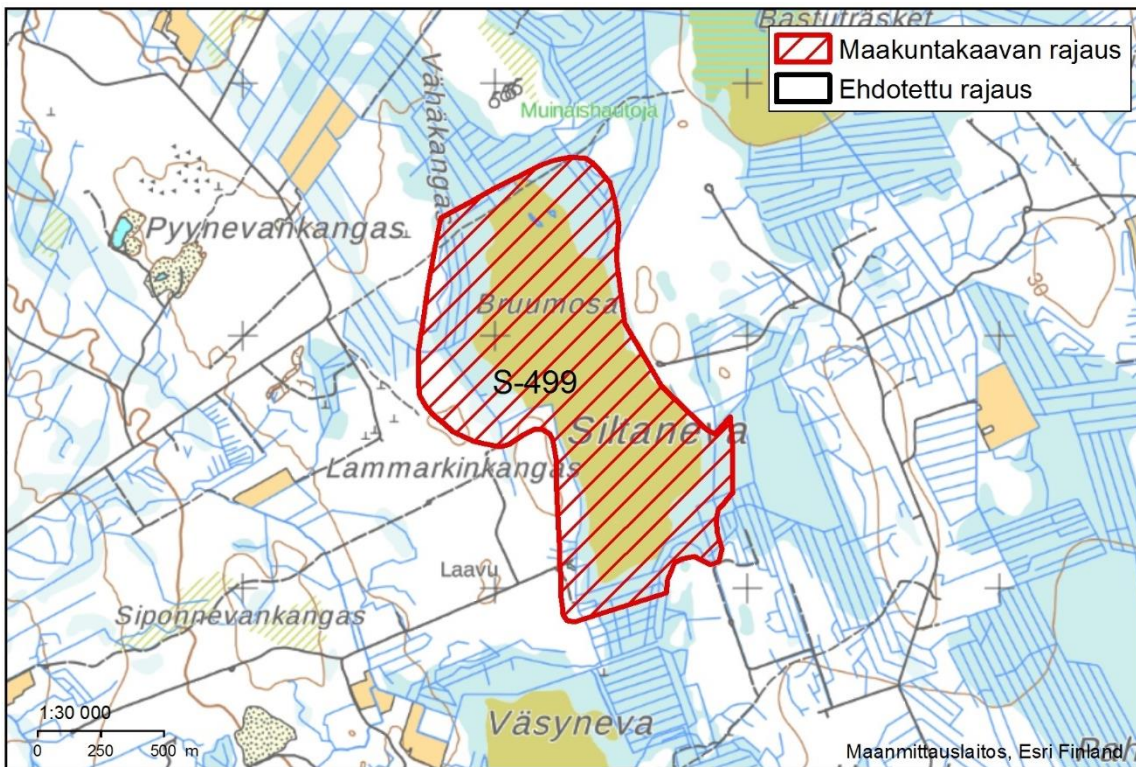 Bastuträsket
Maakuntakaavan rajaus
Ehdotettu rajaus
Vähäkangas
Muinaishautoja
Pyynevankangas
Bruumosa
30
S-499
Siltaneva
Lammarkinkangas
Laavu
Siponnevankangas
1:30 000
0 250 500 m
Väsyneva
Maanmittauslaitos, Esri Finland